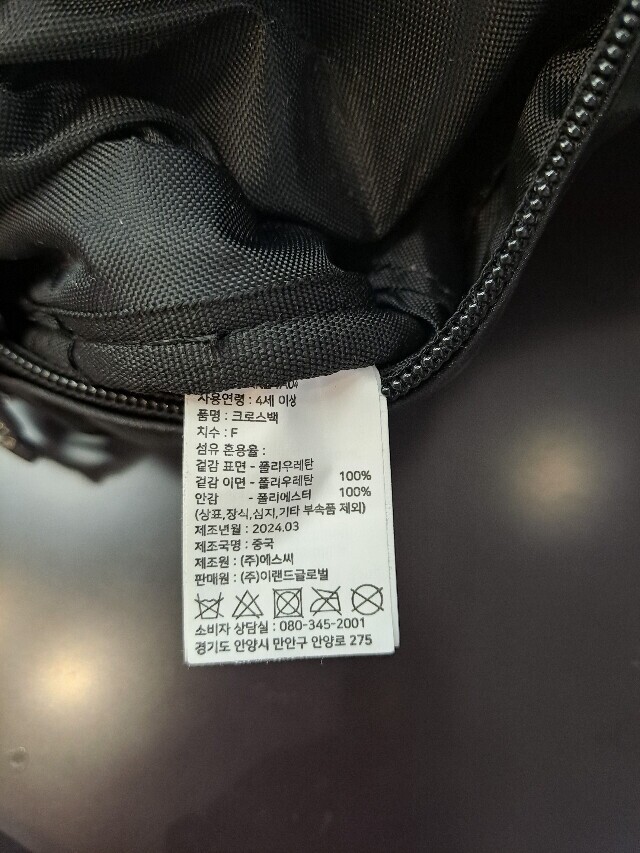 사용연령 : 4세 이상
품명 : 크로스백
치수 : F
섬유 혼용율 :
겉감 표면 - 폴리우레탄
겉감 이면 - 폴리우레탄 100%
안감 - 폴리에스터 100%
(상표,장식,심지,기타 부속품 제외)
제조년월 : 2024.03
제조국명 : 중국
제조원 : (주)에스씨
판매원 : (주)이랜드글로벌
소비자 상담실 : 080-345-2001
경기도 안양시 만안구 안양로 275